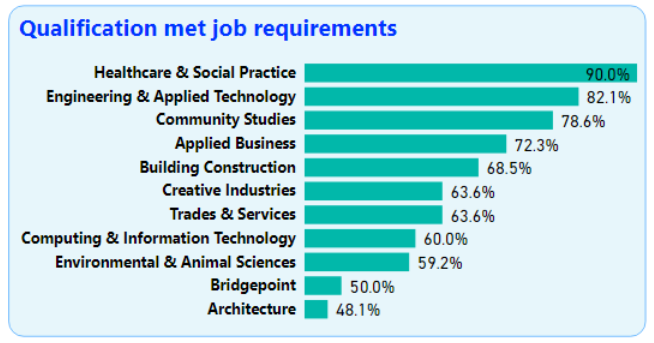 Qualification met job requirements
Healthcare & Social Practice 90.0%
Engineering & Applied Technology 82.1%
Community Studies 78.6%
Applied Business 72.3%
Building Construction 68.5%
Creative Industries 63.6%
Trades & Services 63.6%
Computing & Information Technology 60.0%
Environmental & Animal Sciences 59.2%
Bridgepoint 50.0%
Architecture 48.1%